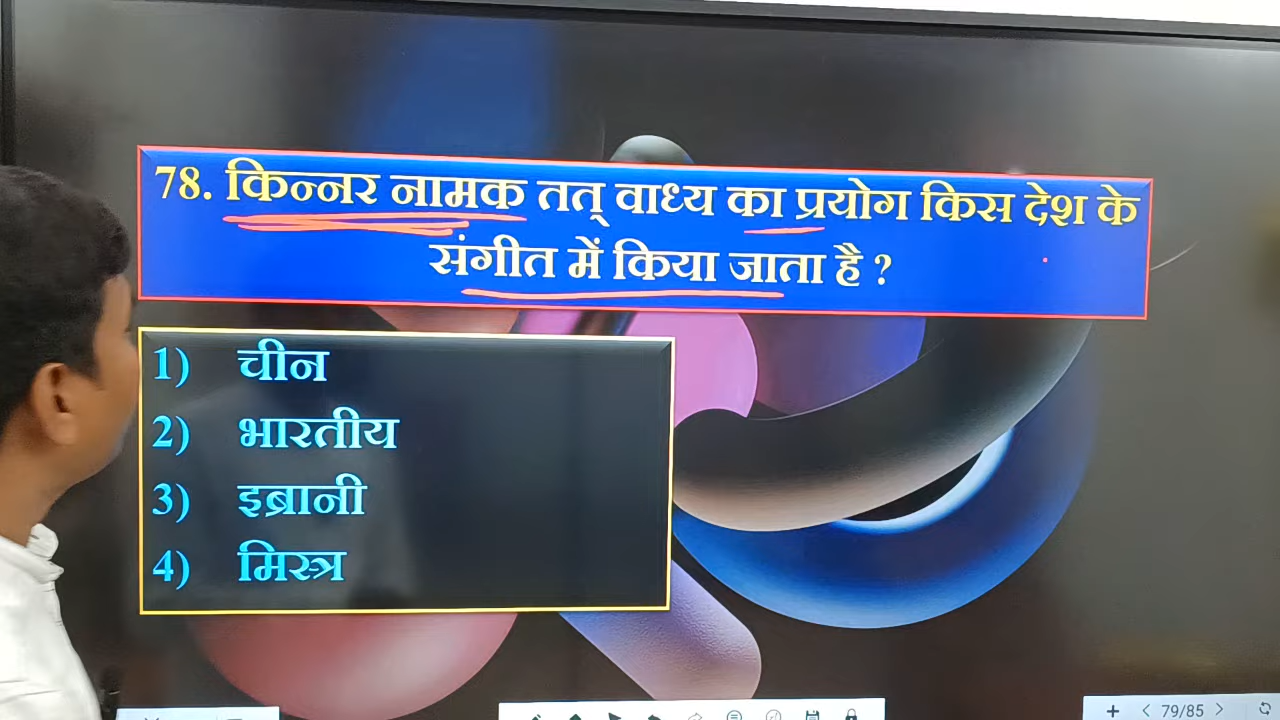 78. किन्नर नामक तत् वाध्य का प्रयोग किस देश के
संगीत में किया जाता है ?
1) चीन
2) भारतीय
3) इब्रानी
4) मिस्त्र
79/85